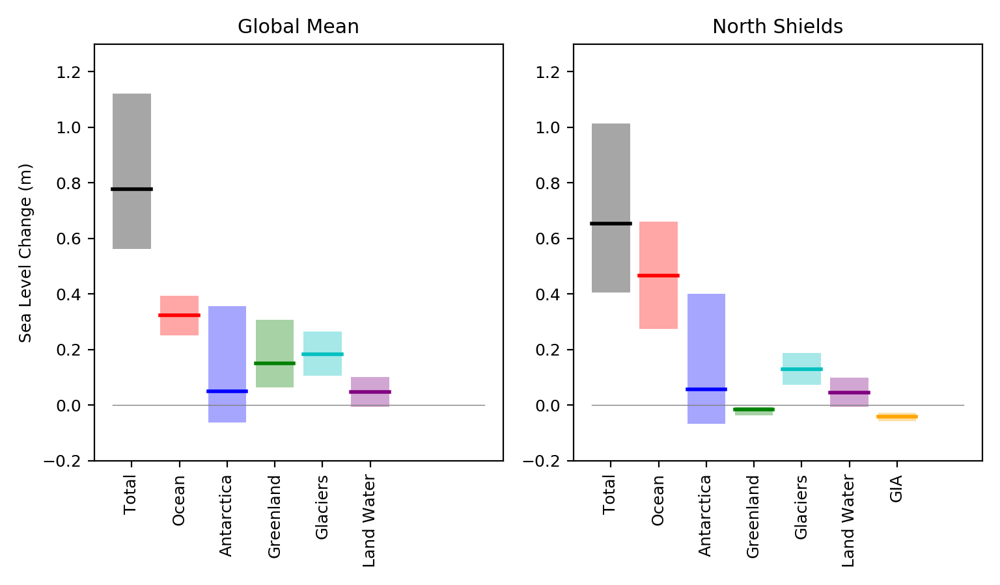 Global Mean
Sea Level Change (m)
1.2
1.0
0.8
0.6
0.4
0.2
0.0
−0.2
Total
Ocean
Antarctica
Greenland
Glaciers
Land Water
North Shields
1.2
1.0
0.8
0.6
0.4
0.2
0.0
−0.2
Total
Ocean
Antarctica
Greenland
Glaciers
Land Water
GIA